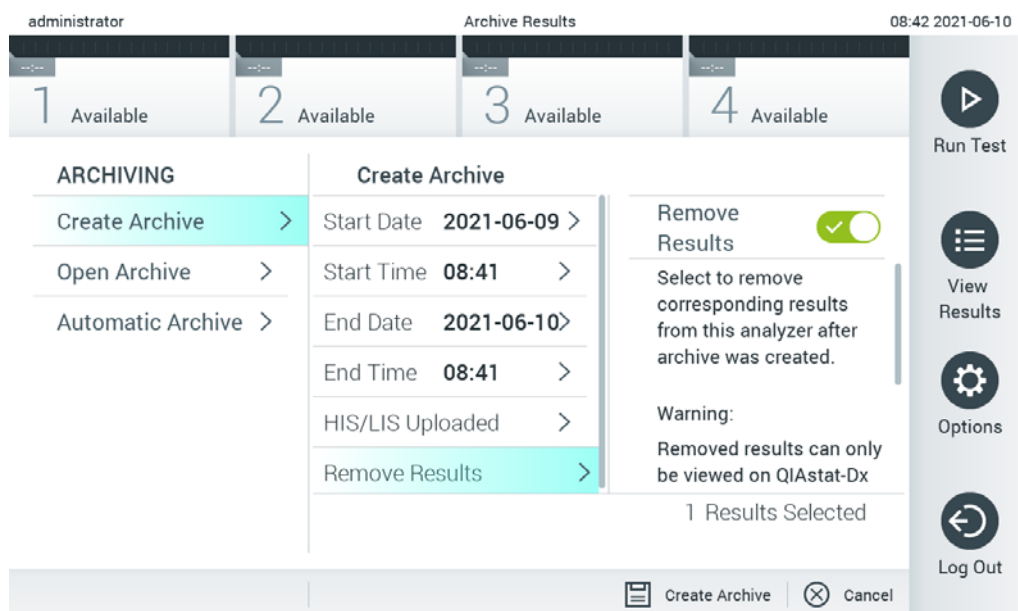 administrator Archive Results 08:42 2021-06-10
--:-- --:-- --:-- --:--
1 Available 2 Available 3 Available 4 Available
Run Test
ARCHIVING
Create Archive
Open Archive
Automatic Archive
Create Archive
Start Date 2021-06-09
Start Time 08:41
End Date 2021-06-10
End Time 08:41
HIS/LIS Uploaded
Remove Results
Remove
Results
Select to remove
corresponding results
from this analyzer after
archive was created.
Warning:
Removed results can only
be viewed on QIAstat-Dx
1 Results Selected
View
Results
Options
Log Out
Create Archive Cancel